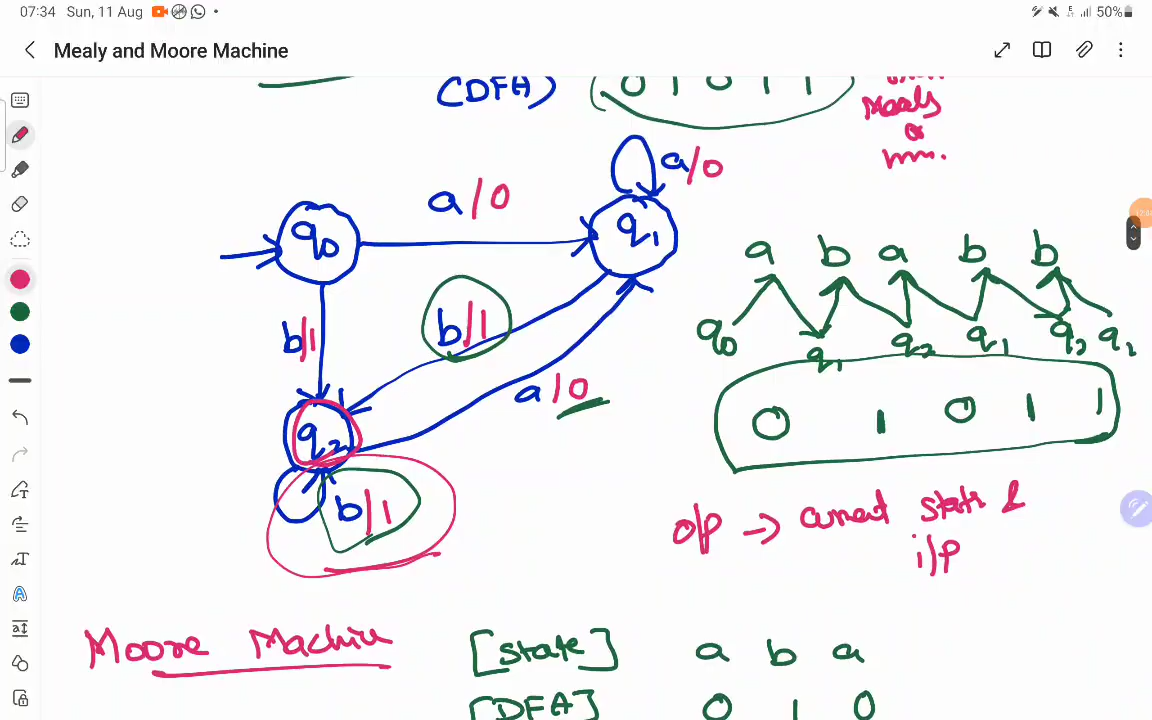 07:34 Sun, 11 Aug 50%
Mealy and Moore Machine
(DFA) 0 1 0 1 1
Mealy
or
mm.
a/0
a/0
q0 q1
b/1 b/1
a/0
q2
b/1
a b a b b
q0 q1 q2 q1 q2 q2
0 1 0 1 1
o/p → current state &
i/p
Moore Machine [state] a b a
[DFA] 0 1 0